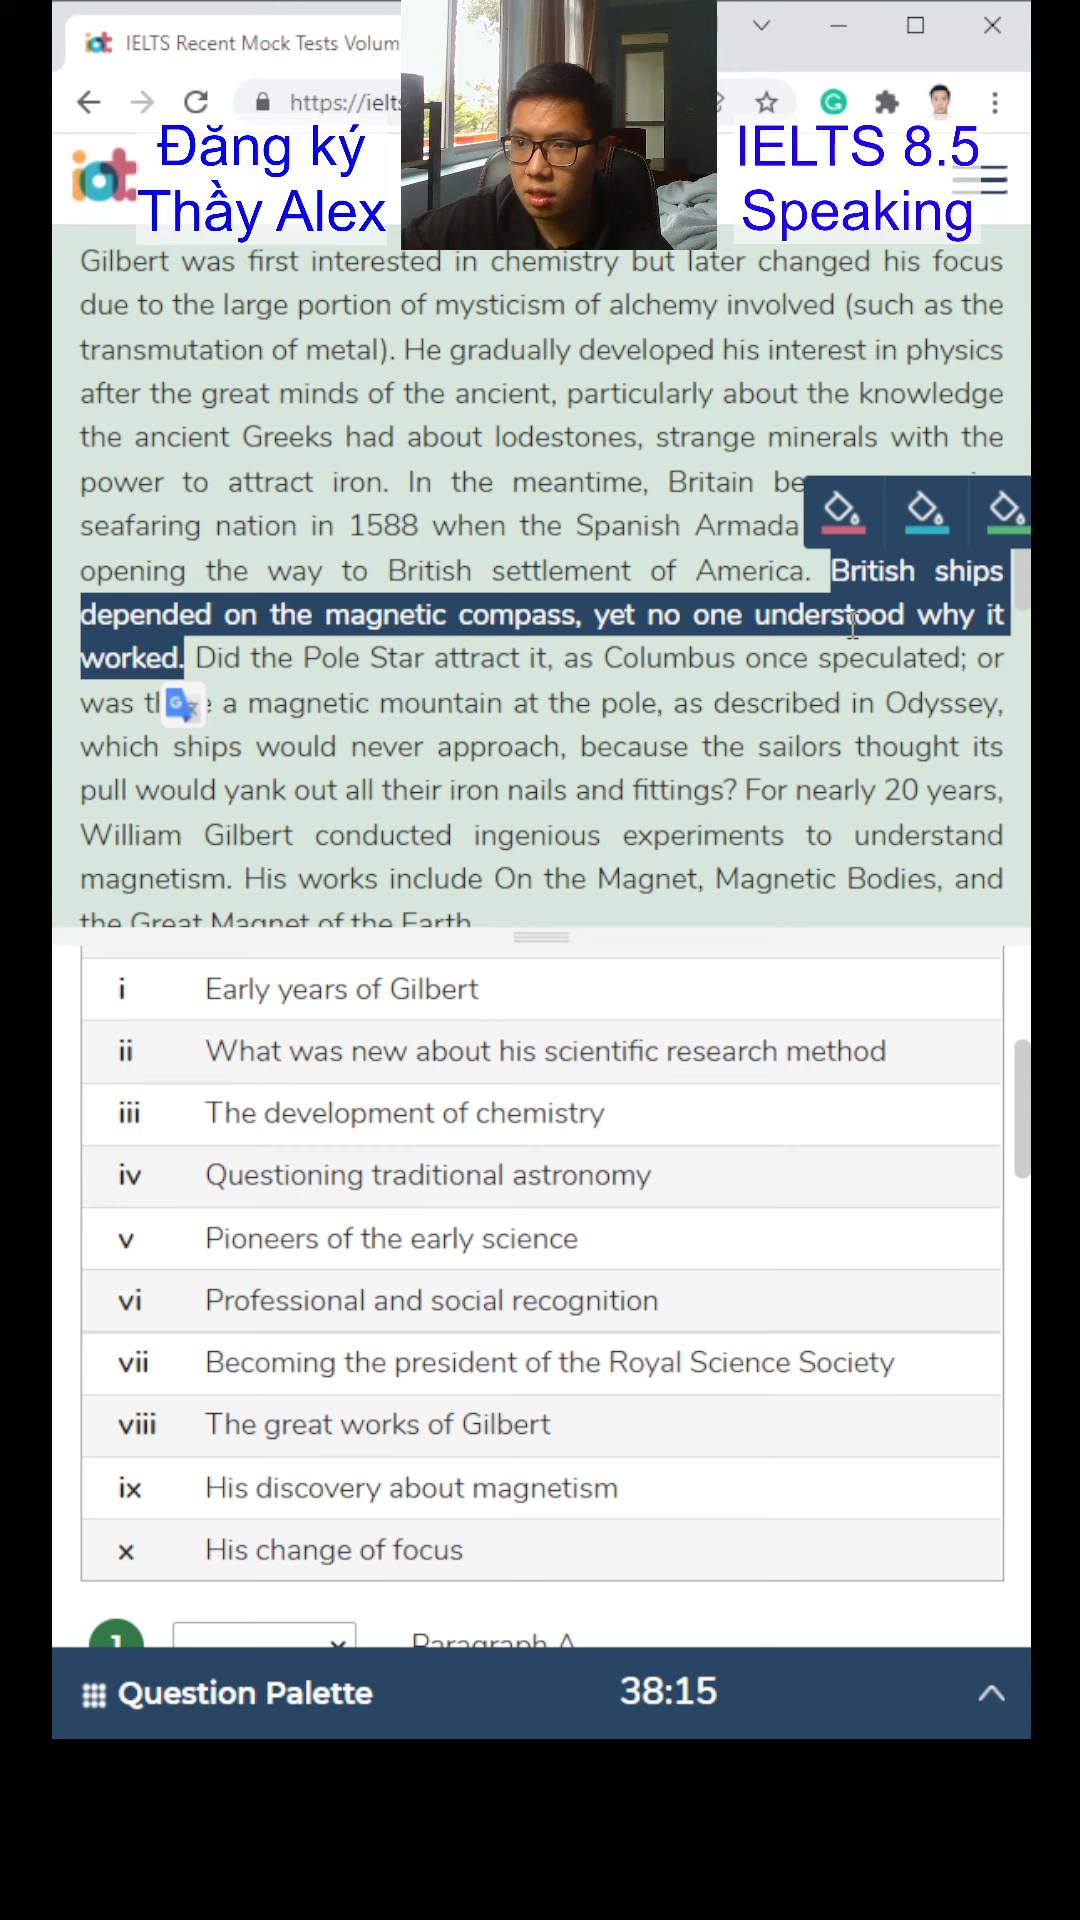 IELTS Recent Mock Tests Volum
https://ielts
Đăng ký
Thầy Alex
IELTS 8.5
Speaking
iot
Gilbert was first interested in chemistry but later changed his focus
due to the large portion of mysticism of alchemy involved (such as the
transmutation of metal). He gradually developed his interest in physics
after the great minds of the ancient, particularly about the knowledge
the ancient Greeks had about lodestones, strange minerals with the
power to attract iron. In the meantime, Britain
seafaring nation in 1588 when the Spanish Armada
opening the way to British settlement of America. British ships
depended on the magnetic compass, yet no one understood why it
worked. Did the Pole Star attract it, as Columbus once speculated; or
was a magnetic mountain at the pole, as described in Odyssey,
which ships would never approach, because the sailors thought its
pull would yank out all their iron nails and fittings? For nearly 20 years,
William Gilbert conducted ingenious experiments to understand
magnetism. His works include On the Magnet, Magnetic Bodies, and
the Great Magnet of the Earth.
i Early years of Gilbert
ii What was new about his scientific research method
iii The development of chemistry
iv Questioning traditional astronomy
v Pioneers of the early science
vi Professional and social recognition
vii Becoming the president of the Royal Science Society
viii The great works of Gilbert
ix His discovery about magnetism
x His change of focus
1 Paragraph A
Question Palette 38:15